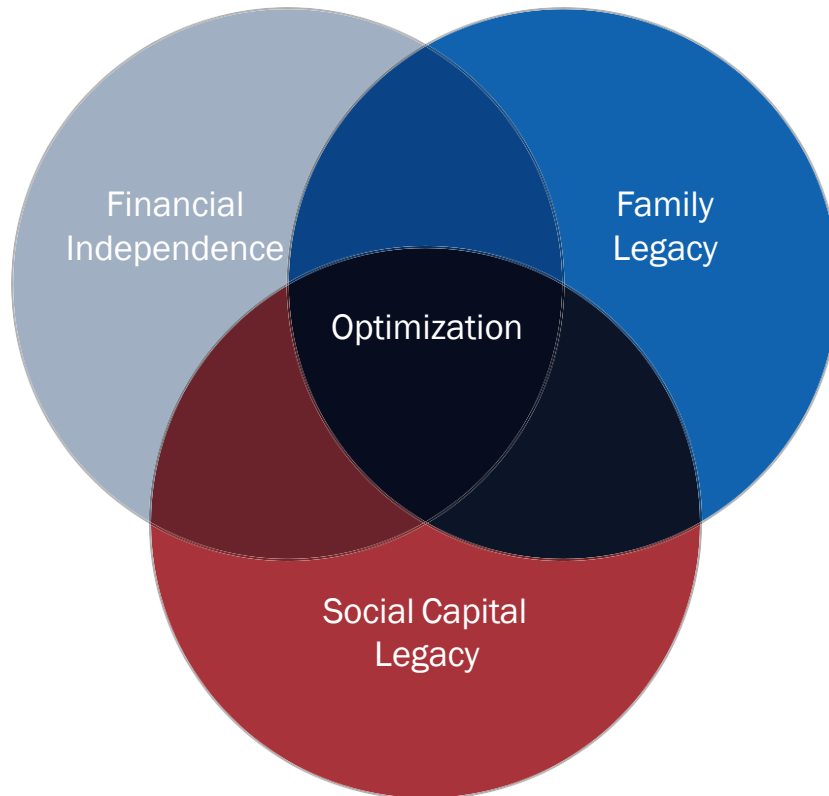 Financial
Independence
Family
Legacy
Optimization
Social Capital
Legacy